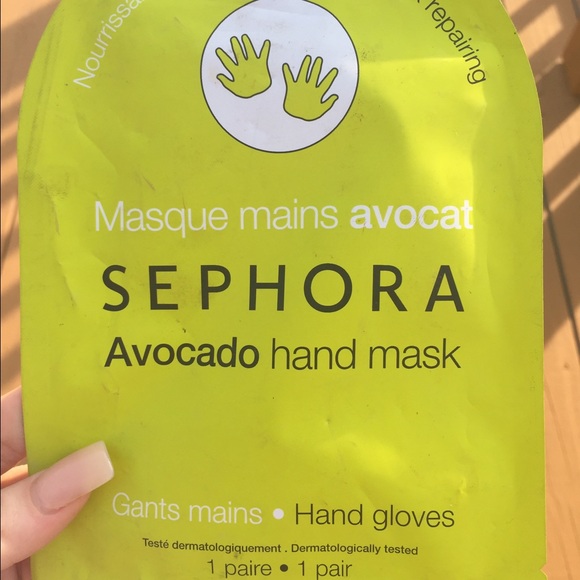 repairing
Masque mains avocat
SEPHORA
Avocado hand mask
Gants mains • Hand gloves
Testé dermatologiquement . Dermatologically tested
1 paire • 1 pair